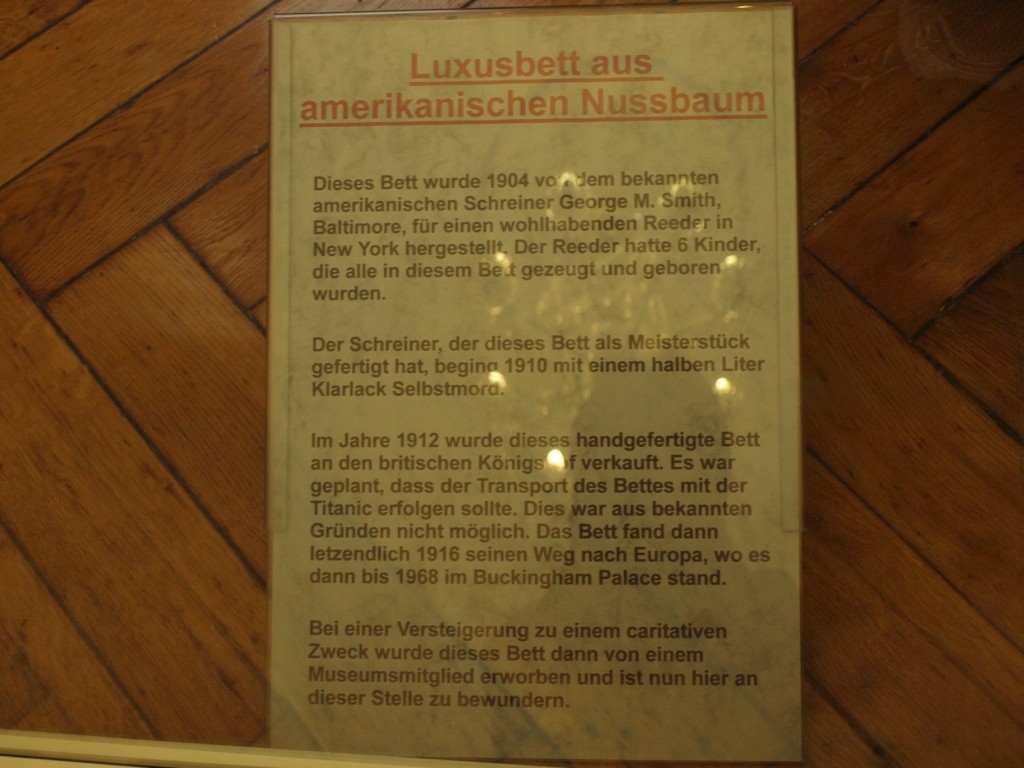 Luxusbett aus
amerikanischen Nussbaum
Dieses Bett wurde 1904 von dem bekannten
amerikanischen Schreiner George M. Smith,
Baltimore, für einen wohlhabenden Reeder in
New York hergestellt. Der Reeder hatte 6 Kinder,
die alle in diesem Bett gezeugt und geboren
wurden.
Der Schreiner, der dieses Bett als Meisterstück
gefertigt hat, beging 1910 mit einem halben Liter
Klarlack Selbstmord.
Im Jahre 1912 wurde dieses handgefertigte Bett
an den britischen Königshof verkauft. Es war
geplant, dass der Transport des Bettes mit der
Titanic erfolgen sollte. Dies war aus bekannten
Gründen nicht möglich. Das Bett fand dann
letzendlich 1916 seinen Weg nach Europa, wo es
dann bis 1968 im Buckingham Palace stand.
Bei einer Versteigerung zu einem caritativen
Zweck wurde dieses Bett dann von einem
Museumsmitglied erworben und ist nun hier an
dieser Stelle zu bewundern.